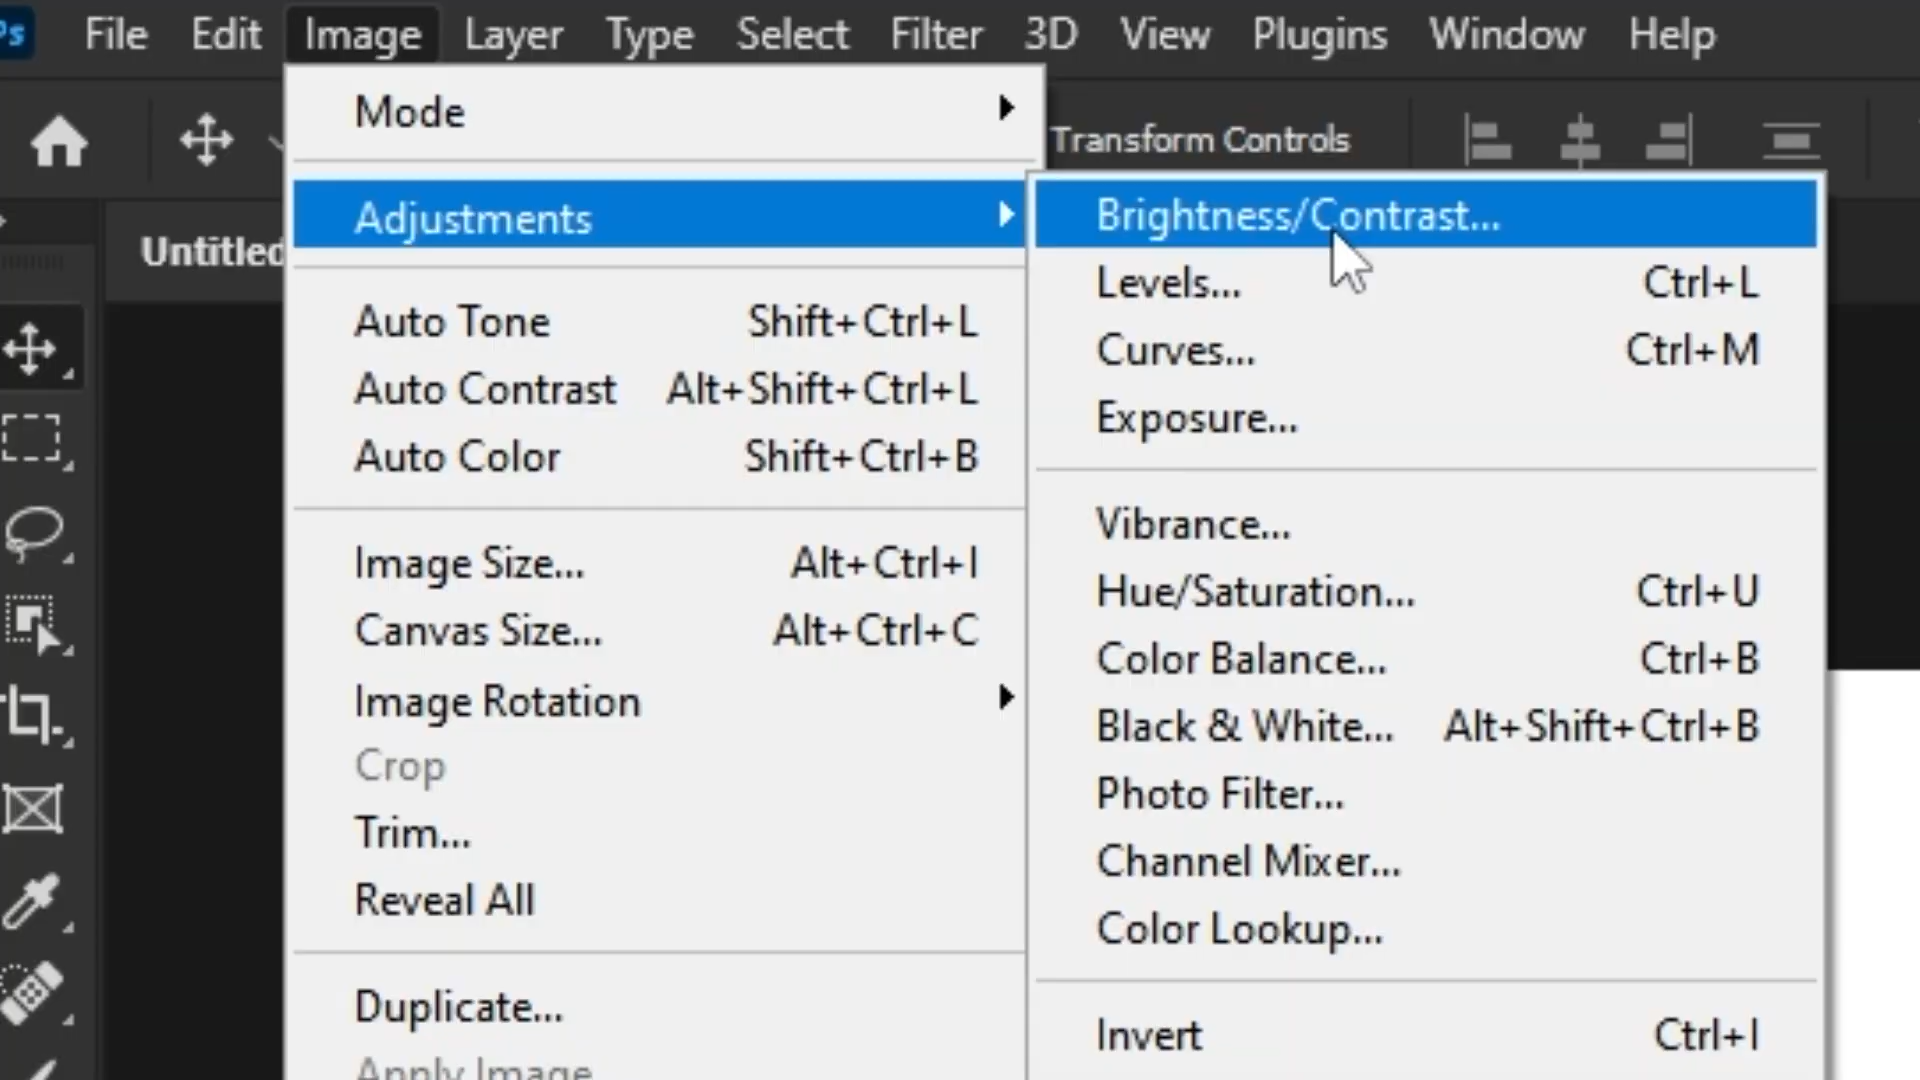 Ps File Edit Image Layer Type Select Filter 3D View Plugins Window Help
Transform Controls
Untitled
Mode
Adjustments
Auto Tone Shift+Ctrl+L
Auto Contrast Alt+Shift+Ctrl+L
Auto Color Shift+Ctrl+B
Image Size... Alt+Ctrl+I
Canvas Size... Alt+Ctrl+C
Image Rotation
Crop
Trim...
Reveal All
Duplicate...
Apply Image
Brightness/Contrast...
Levels... Ctrl+L
Curves... Ctrl+M
Exposure...
Vibrance...
Hue/Saturation... Ctrl+U
Color Balance... Ctrl+B
Black & White... Alt+Shift+Ctrl+B
Photo Filter...
Channel Mixer...
Color Lookup...
Invert Ctrl+I